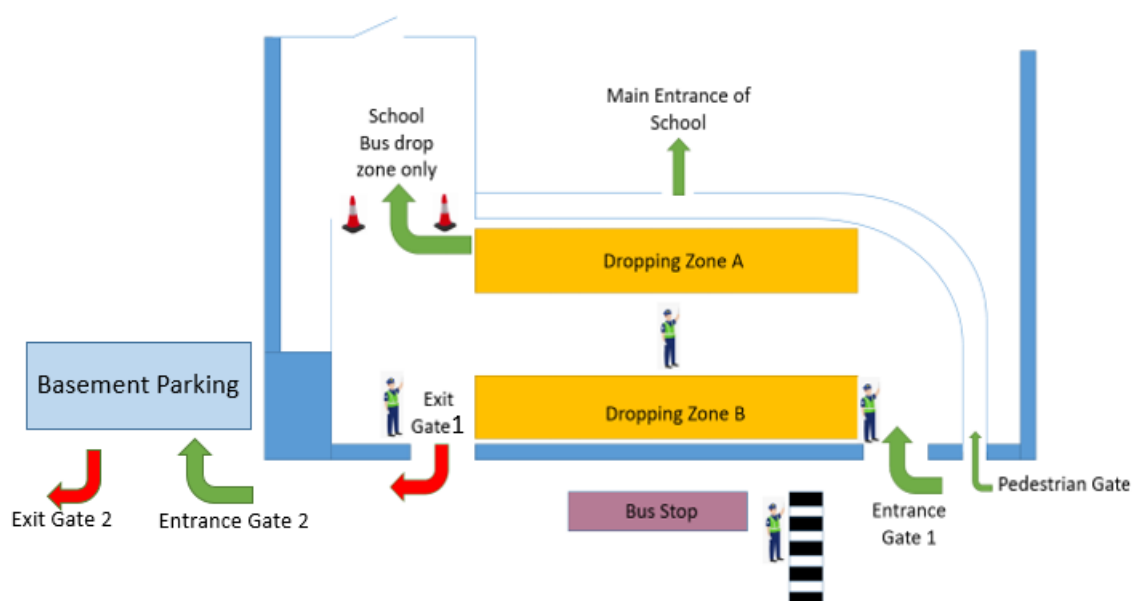 Main Entrance of
School
School
Bus drop
zone only
Dropping Zone A
Basement Parking
Exit
Gate1
Dropping Zone B
Pedestrian Gate
Exit Gate 2
Entrance Gate 2
Bus Stop
Entrance
Gate 1